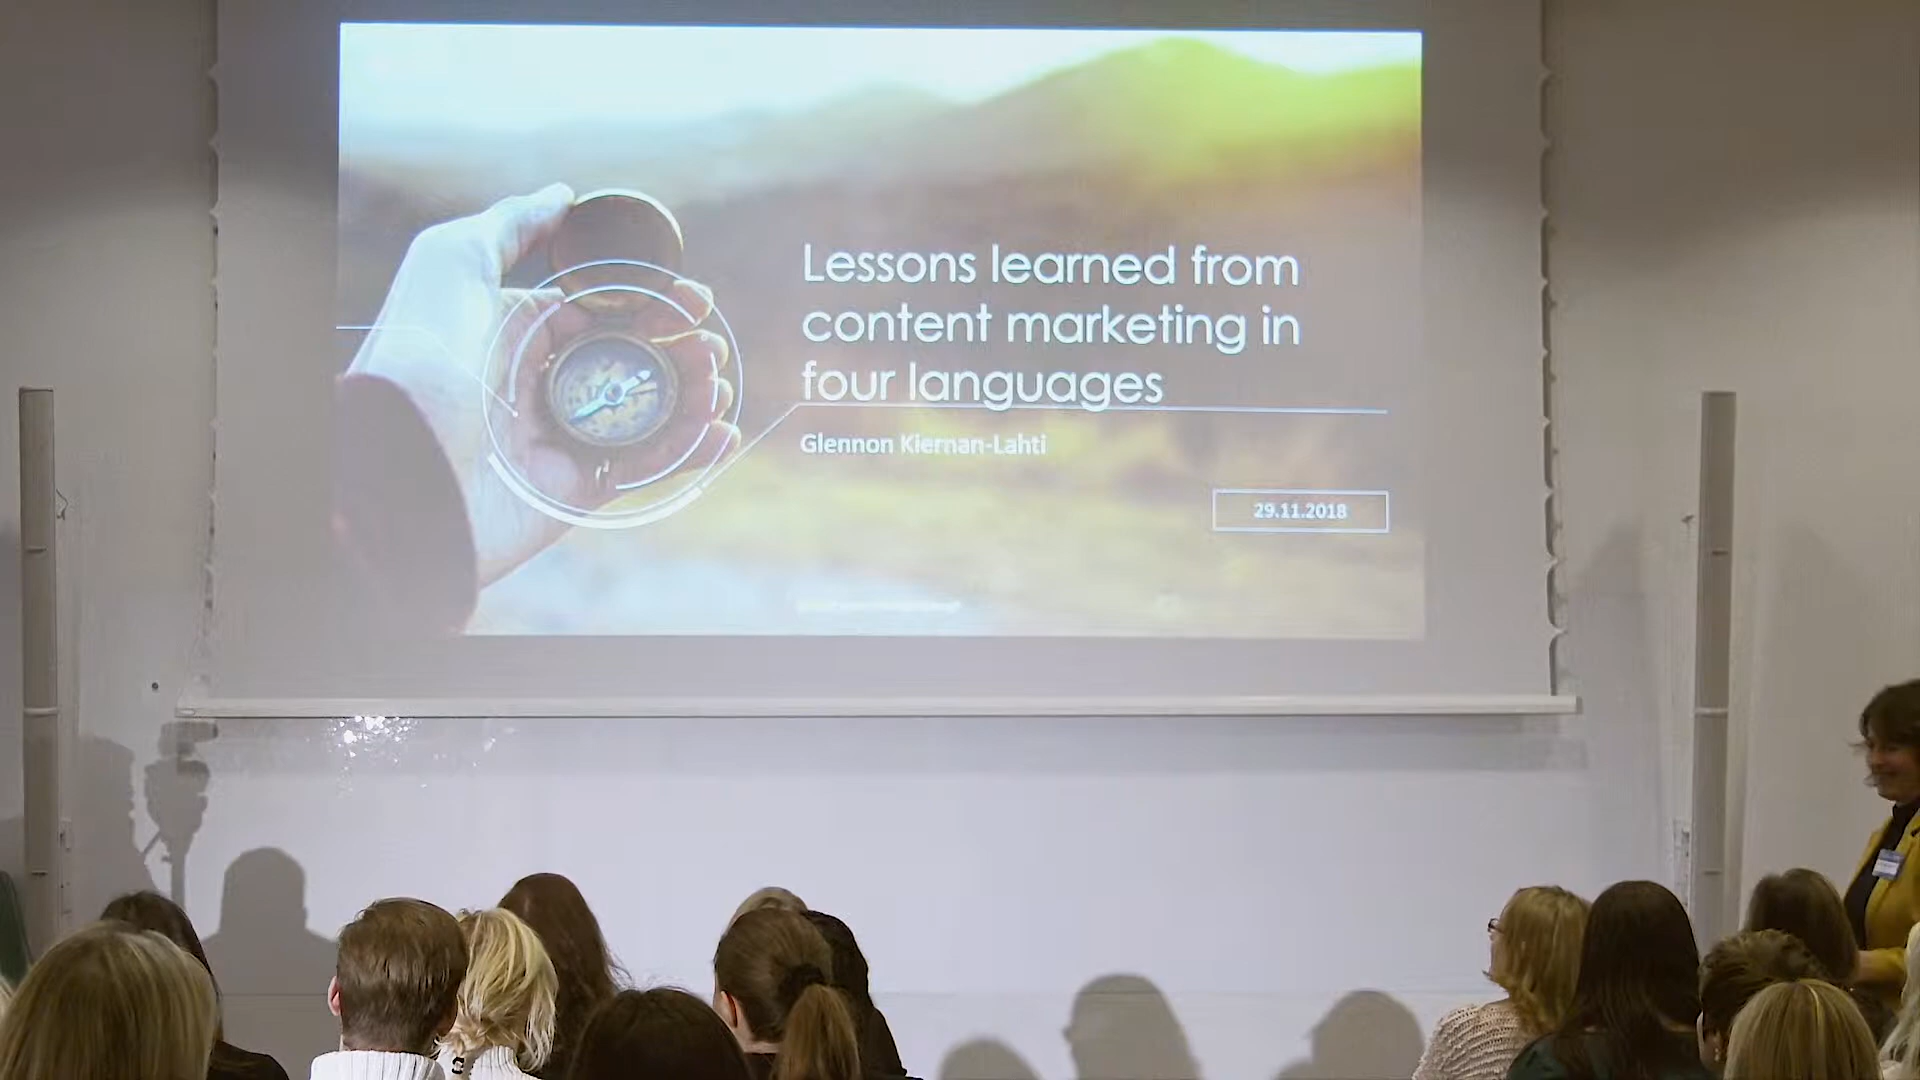 Lessons learned from
content marketing in
four languages
Glennon Kiernan-Lahti
29.11.2018